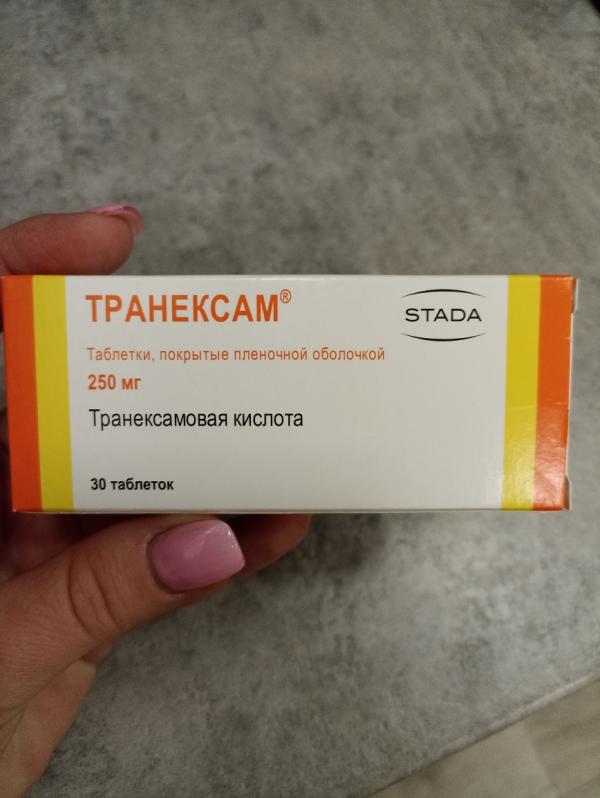 ТРАНЕКСАМ®
STADA
Таблетки, покрытые пленочной оболочкой
250 мг
Транексамовая кислота
30 таблеток